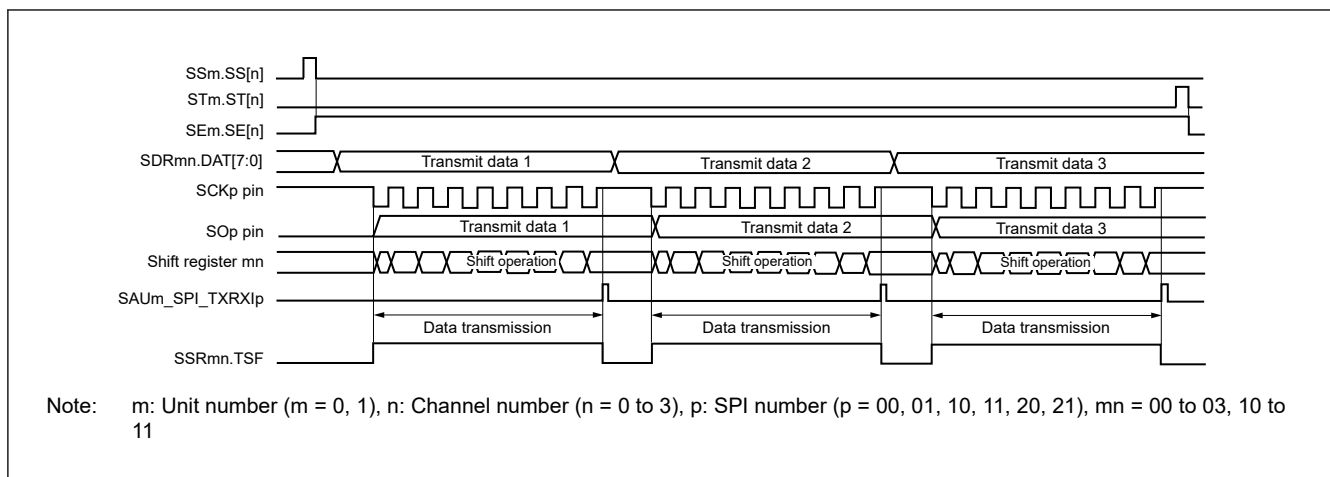 SSm.SS[n]
STm.ST[n]
SEm.SE[n]
SDRmn.DAT[7:0] Transmit data 1 Transmit data 2 Transmit data 3
SCKp pin
SOp pin Transmit data 1 Transmit data 2 Transmit data 3
Shift register mn Shift operation Shift operation Shift operation
SAUm_SPI_TXRXIp
Data transmission Data transmission Data transmission
SSRmn.TSF
Note: m: Unit number (m = 0, 1), n: Channel number (n = 0 to 3), p: SPI number (p = 00, 01, 10, 11, 20, 21), mn = 00 to 03, 10 to
11